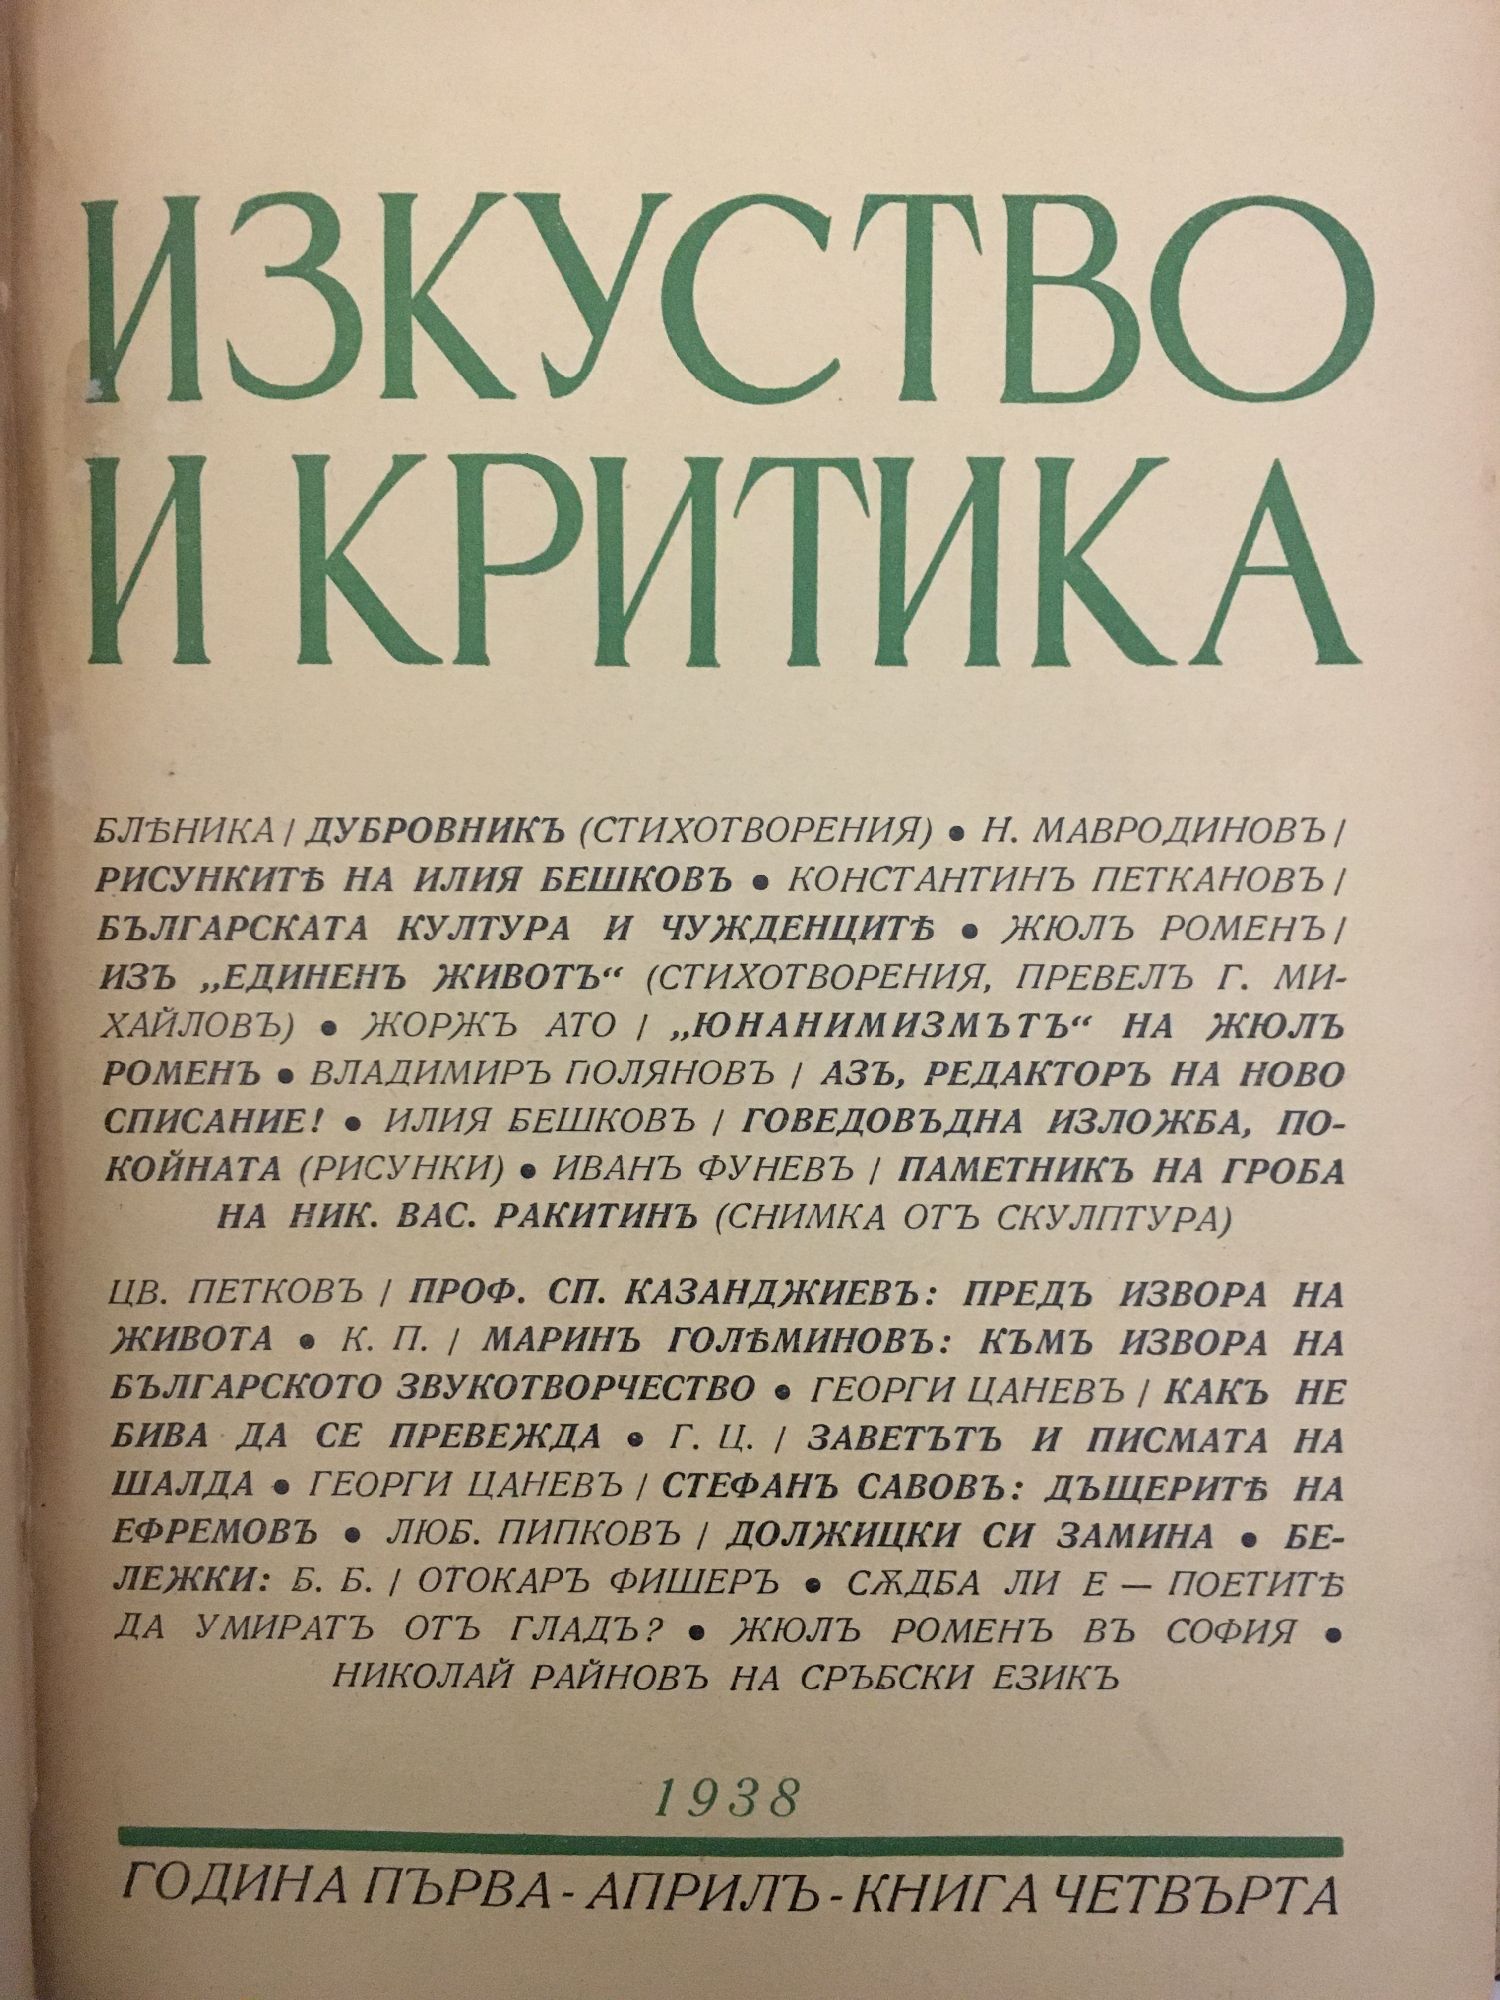 ИЗКУСТВО
И КРИТИКА
БЛѢНИКА / ДУБРОВНИКЪ (СТИХОТВОРЕНИЯ) ● Н. МАВРОДИНОВЪ /
РИСУНКИТѢ НА ИЛИЯ БЕШКОВЪ ● КОНСТАНТИНЪ ПЕТКАНОВЪ /
БЪЛГАРСКАТА КУЛТУРА И ЧУЖДЕНЦИТѢ ● ЖЮЛЪ РОМЕНЪ /
ИЗЪ „ЕДИНЕНЪ ЖИВОТЪ“ (СТИХОТВОРЕНИЯ, ПРЕВЕЛЪ Г. МИ-
ХАЙЛОВЪ) ● ЖОРЖЪ АТО / „ЮНАНИМИЗМЪТЪ“ НА ЖЮЛЪ
РОМЕНЪ ● ВЛАДИМИРЪ ПОЛЯНОВЪ / АЗЪ, РЕДАКТОРЪ НА НОВО
СПИСАНИЕ! ● ИЛИЯ БЕШКОВЪ / ГОВЕДОВЪДНА ИЗЛОЖБА, ПО-
КОЙНАТА (РИСУНКИ) ● ИВАНЪ ФУНЕВЪ / ПАМЕТНИКЪ НА ГРОБА
НА НИК. ВАС. РАКИТИНЪ (СНИМКА ОТЪ СКУЛПТУРА)
ЦВ. ПЕТКОВЪ / ПРОФ. СП. КАЗАНДЖИЕВЪ: ПРЕДЪ ИЗВОРА НА
ЖИВОТА ● К. П. / МАРИНЪ ГОЛѢМИНОВЪ: КЪМЪ ИЗВОРА НА
БЪЛГАРСКОТО ЗВУКОТВОРЧЕСТВО ● ГЕОРГИ ЦАНЕВЪ / КАКЪ НЕ
БИВА ДА СЕ ПРЕВЕЖДА ● Г. Ц. / ЗАВЕТЪТЪ И ПИСМАТА НА
ШАЛДА ● ГЕОРГИ ЦАНЕВЪ / СТЕФАНЪ САВОВЪ: ДЪЩЕРИТѢ НА
ЕФРЕМОВЪ ● ЛЮБ. ПИПКОВЪ / ДОЛЖИЦКИ СИ ЗАМИНА ● БЕ-
ЛЕЖКИ: Б. Б. / ОТОКАРЪ ФИШЕРЪ ● СѪДБА ЛИ Е — ПОЕТИТѢ
ДА УМИРАТЪ ОТЪ ГЛАДЪ? ● ЖЮЛЪ РОМЕНЪ ВЪ СОФИЯ ●
НИКОЛАЙ РАЙНОВЪ НА СРЪБСКИ ЕЗИКЪ
1938
ГОДИНА ПЪРВА - АПРИЛЪ - КНИГА ЧЕТВЪРТА